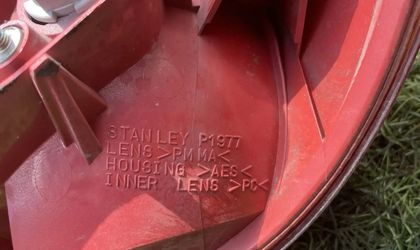 STANLEY P1977
LENS >PMMA<
HOUSING >AES<
INNER LENS >PC<